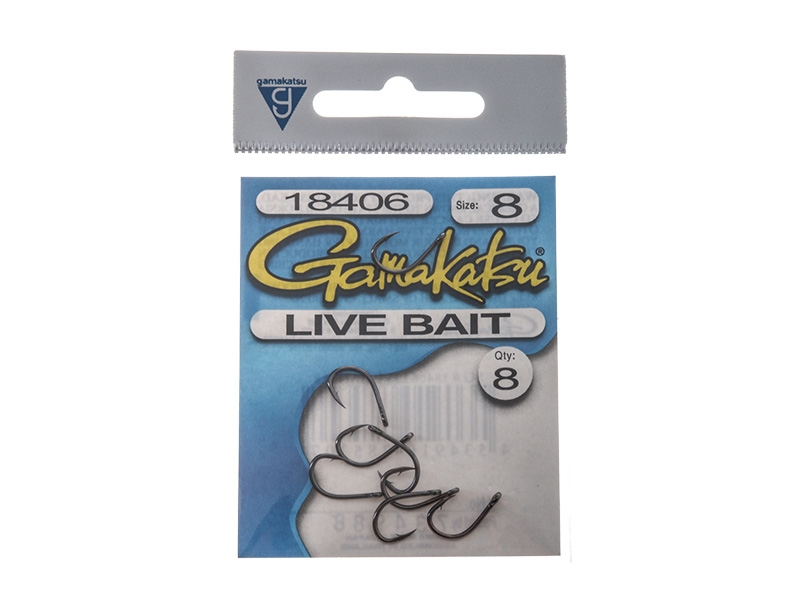 gamakatsu
18406
Size: 8
Gamakatsu®
LIVE BAIT
Qty:
8